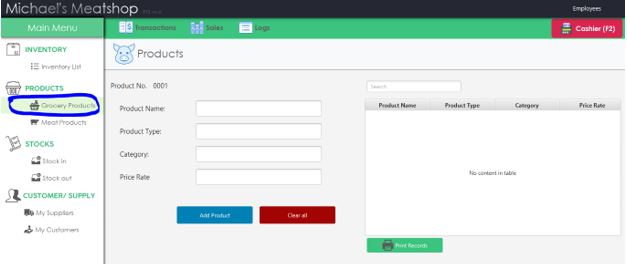 Michael's Meatshop
Employees
Main Menu
Transactions
Sales
Logs
Cashier (F2)
INVENTORY
Inventory List
PRODUCTS
Grocery Products
Meat Products
STOCKS
Stock in
Stock out
CUSTOMER/ SUPPLY
My Suppliers
My Customers
Products
Product No. 0001
Product Name:
Product Type:
Category:
Price Rate
Add Product
Clear all
Search
Product Name Product Type Category Price Rate
No content in table
Print Records